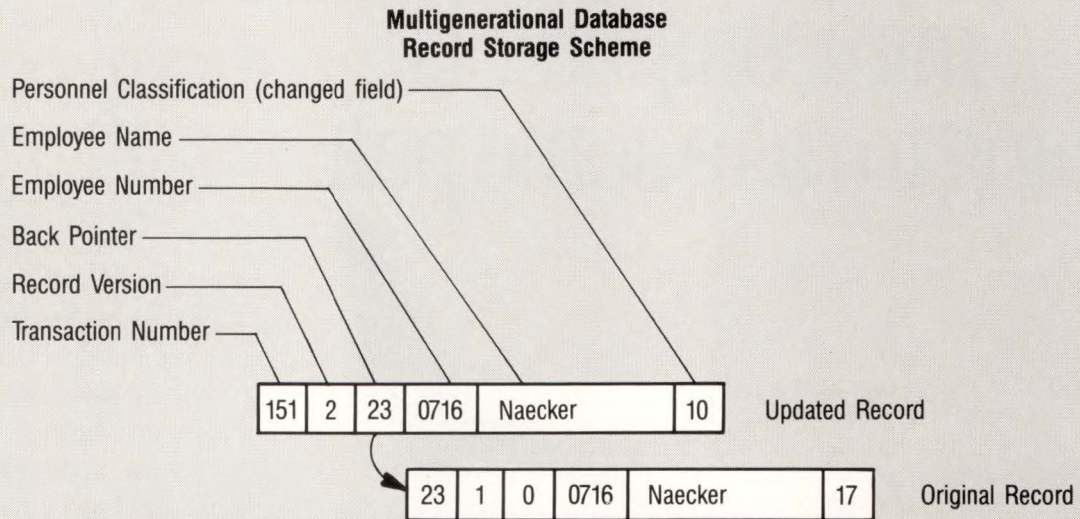 Multigenerational Database
Record Storage Scheme
Personnel Classification (changed field)
Employee Name
Employee Number
Back Pointer
Record Version
Transaction Number
151 2 23 0716 Naecker 10 Updated Record
23 1 0 0716 Naecker 17 Original Record